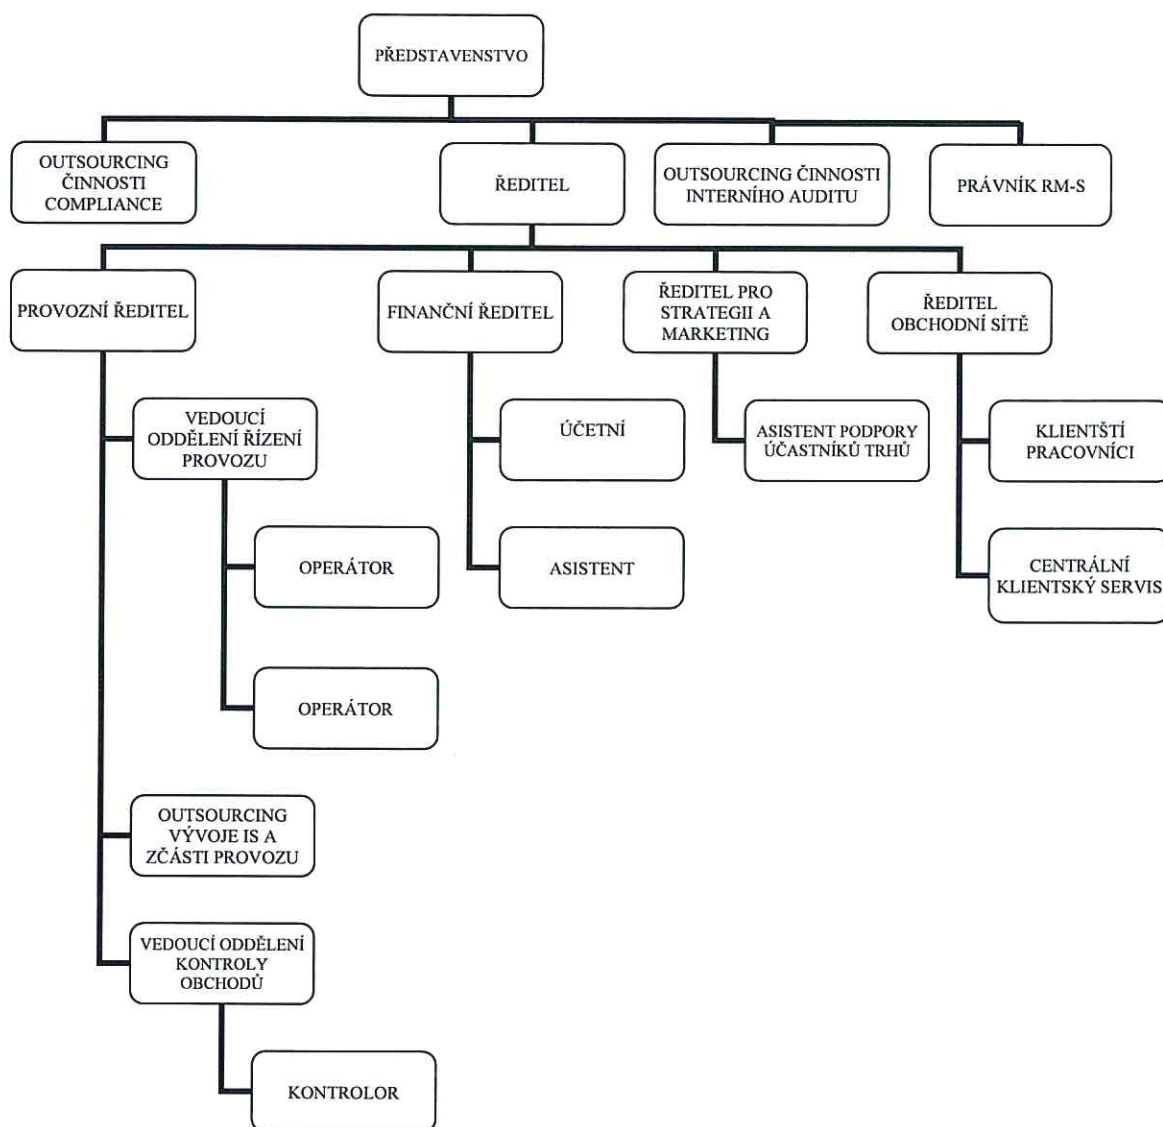 PŘEDSTAVENSTVO
OUTSOURCING
ČINNOSTI
COMPLIANCE
ŘEDITEL
OUTSOURCING ČINNOSTI
INTERNÍHO AUDITU
PRÁVNÍK RM-S
PROVOZNÍ ŘEDITEL
FINANČNÍ ŘEDITEL
ŘEDITEL PRO
STRATEGII A
MARKETING
ŘEDITEL
OBCHODNÍ SÍTĚ
VEDOUCÍ
ODDĚLENÍ ŘÍZENÍ
PROVOZU
ÚČETNÍ
ASISTENT PODPORY
ÚČASTNÍKŮ TRHŮ
KLIENTŠTÍ
PRACOVNÍCI
OPERÁTOR
ASISTENT
CENTRÁLNÍ
KLIENTSKÝ SERVIS
OPERÁTOR
OUTSOURCING
VÝVOJE IS A
ZČÁSTI PROVOZU
VEDOUCÍ ODDĚLENÍ
KONTROLY
OBCHODŮ
KONTROLOR